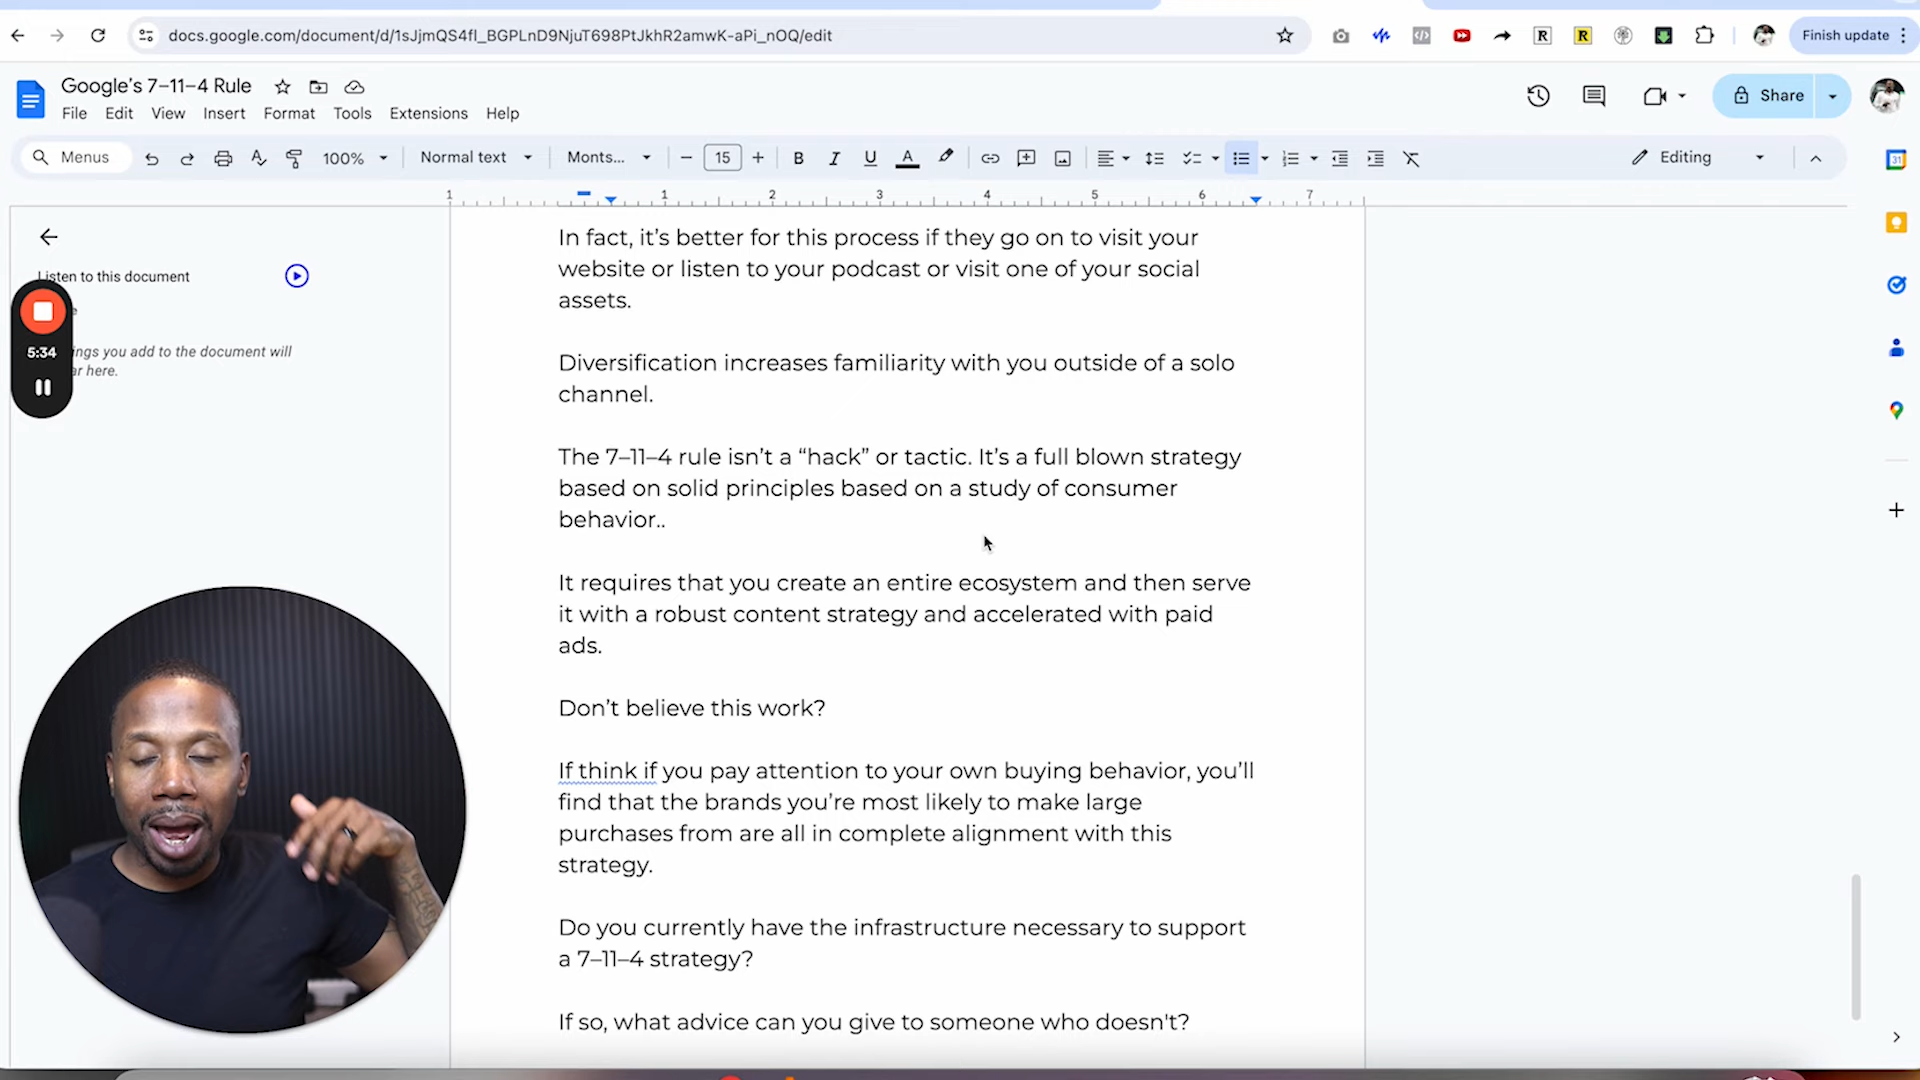 docs.google.com/document/d/1sJjmQS4fl_BGPLnD9NjuT698PtJkhR2amwK-aPi_nOQ/edit
Finish update
Google’s 7–11–4 Rule
File Edit View Insert Format Tools Extensions Help
Share
Menus
100%
Normal text
Monts...
15
Editing
1 1 2 3 4 5 6 7
Listen to this document
ings you add to the document will
ar here.
5:34
In fact, it’s better for this process if they go on to visit your
website or listen to your podcast or visit one of your social
assets.
Diversification increases familiarity with you outside of a solo
channel.
The 7–11–4 rule isn’t a “hack” or tactic. It’s a full blown strategy
based on solid principles based on a study of consumer
behavior..
It requires that you create an entire ecosystem and then serve
it with a robust content strategy and accelerated with paid
ads.
Don’t believe this work?
If think if you pay attention to your own buying behavior, you’ll
find that the brands you’re most likely to make large
purchases from are all in complete alignment with this
strategy.
Do you currently have the infrastructure necessary to support
a 7–11–4 strategy?
If so, what advice can you give to someone who doesn't?